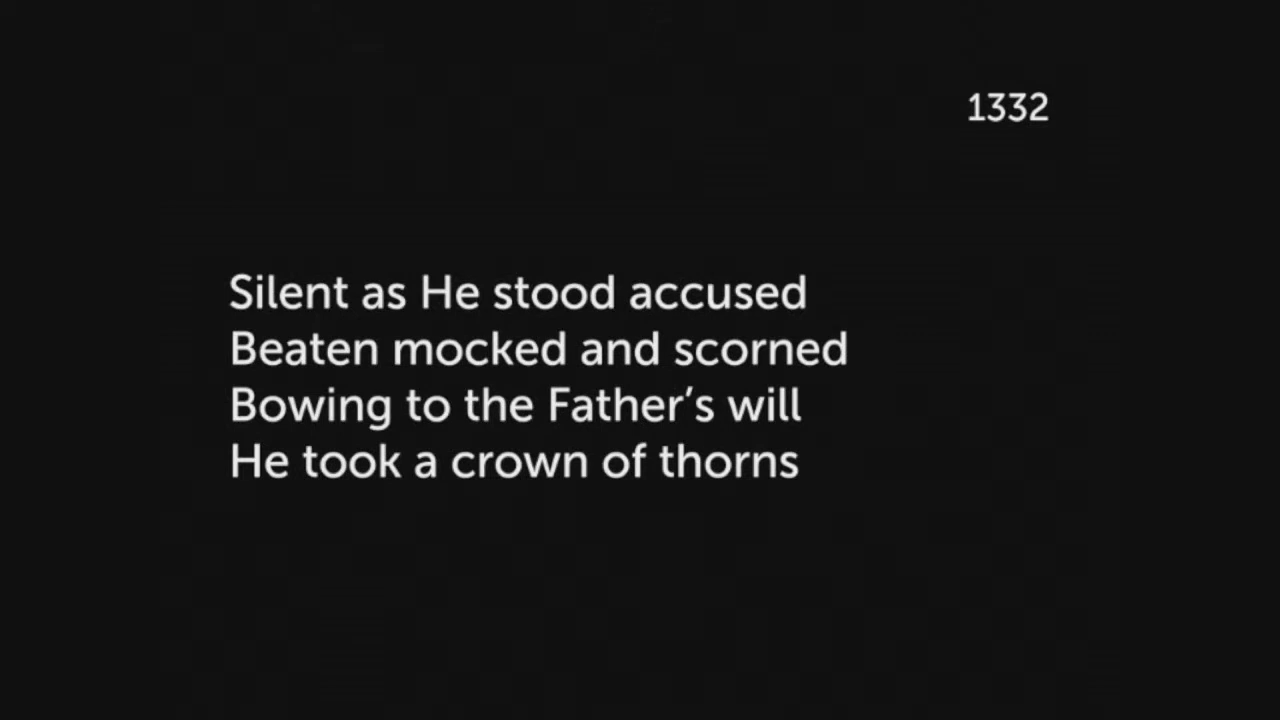 1332
Silent as He stood accused
Beaten mocked and scorned
Bowing to the Father’s will
He took a crown of thorns